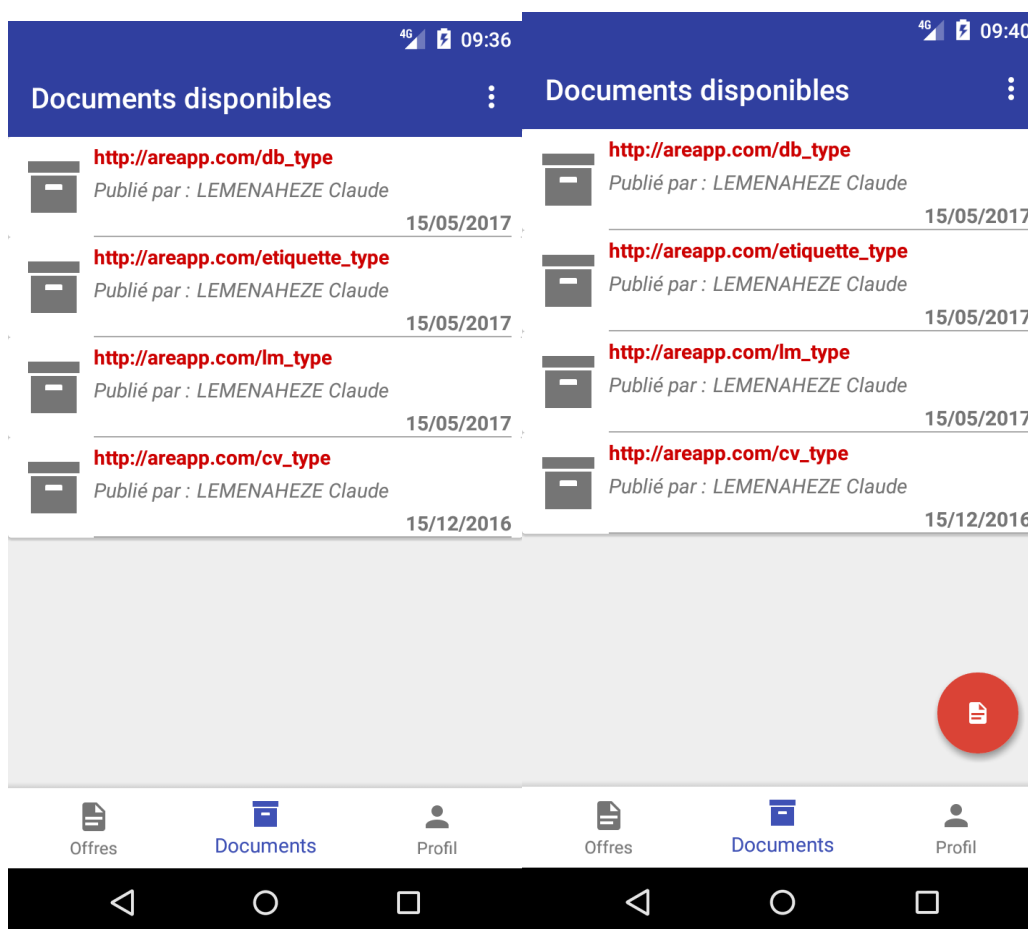 4G 09:36
Documents disponibles
http://areapp.com/db_type
Publié par : LEMENAHEZE Claude
15/05/2017
http://areapp.com/etiquette_type
Publié par : LEMENAHEZE Claude
15/05/2017
http://areapp.com/lm_type
Publié par : LEMENAHEZE Claude
15/05/2017
http://areapp.com/cv_type
Publié par : LEMENAHEZE Claude
15/12/2016
Offres Documents Profil
4G 09:40
Documents disponibles
http://areapp.com/db_type
Publié par : LEMENAHEZE Claude
15/05/2017
http://areapp.com/etiquette_type
Publié par : LEMENAHEZE Claude
15/05/2017
http://areapp.com/lm_type
Publié par : LEMENAHEZE Claude
15/05/2017
http://areapp.com/cv_type
Publié par : LEMENAHEZE Claude
15/12/2016
Offres Documents Profil